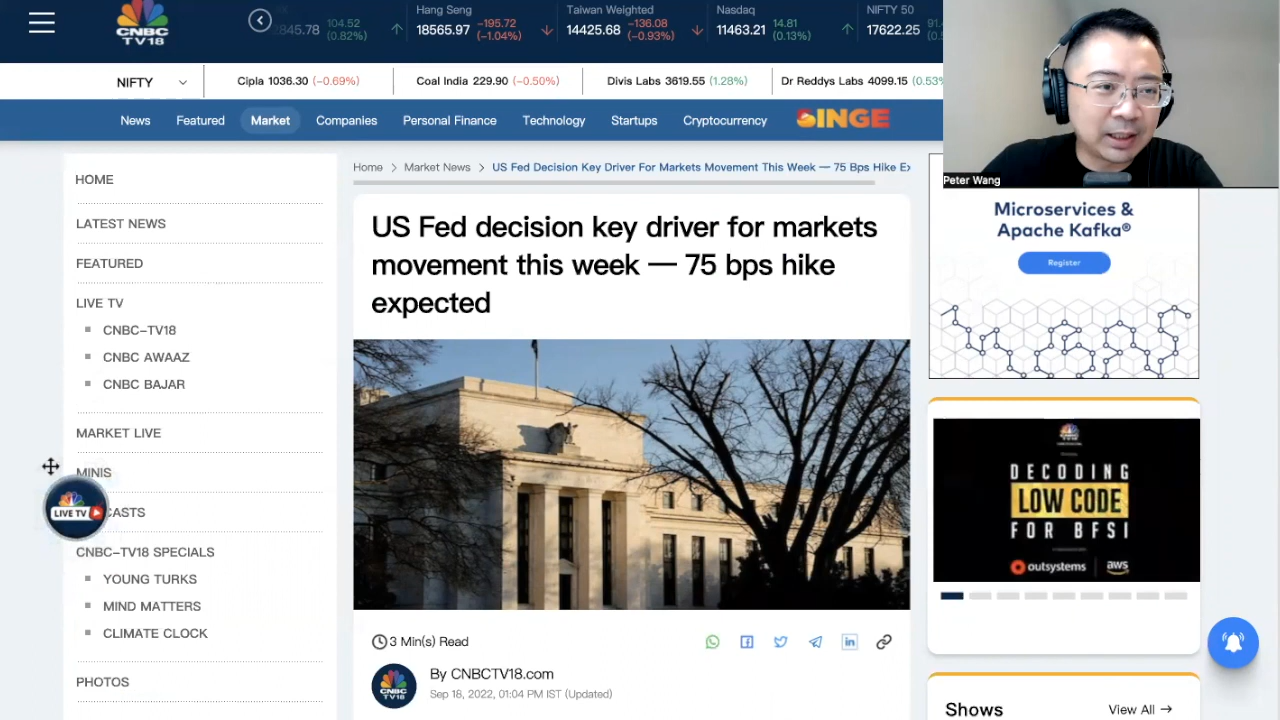 CNBC
TV18
845.78
104.52
(0.82%)
Hang Seng
18565.97
-195.72
(-1.04%)
Taiwan Weighted
14425.68
-136.08
(-0.93%)
Nasdaq
11463.21
14.81
(0.13%)
NIFTY 50
17622.25
NIFTY
Cipla 1036.30 (-0.69%)
Coal India 229.90 (-0.50%)
Divis Labs 3619.55 (1.28%)
Dr Reddys Labs 4099.15 (0.53%
News
Featured
Market
Companies
Personal Finance
Technology
Startups
Cryptocurrency
BINGE
Peter Wang
HOME
LATEST NEWS
FEATURED
LIVE TV
CNBC-TV18
CNBC AWAAZ
CNBC BAJAR
MARKET LIVE
MINIS
LIVE TV
CASTS
CNBC-TV18 SPECIALS
YOUNG TURKS
MIND MATTERS
CLIMATE CLOCK
PHOTOS
Home > Market News > US Fed Decision Key Driver For Markets Movement This Week — 75 Bps Hike Ex
US Fed decision key driver for markets
movement this week — 75 bps hike
expected
3 Min(s) Read
By CNBCTV18.com
Sep 18, 2022, 01:04 PM IST (Updated)
CNBC
TV18
Microservices &
Apache Kafka®
Register
DECODING
LOW CODE
FOR BFSI
outsystems
aws
Shows
View All →